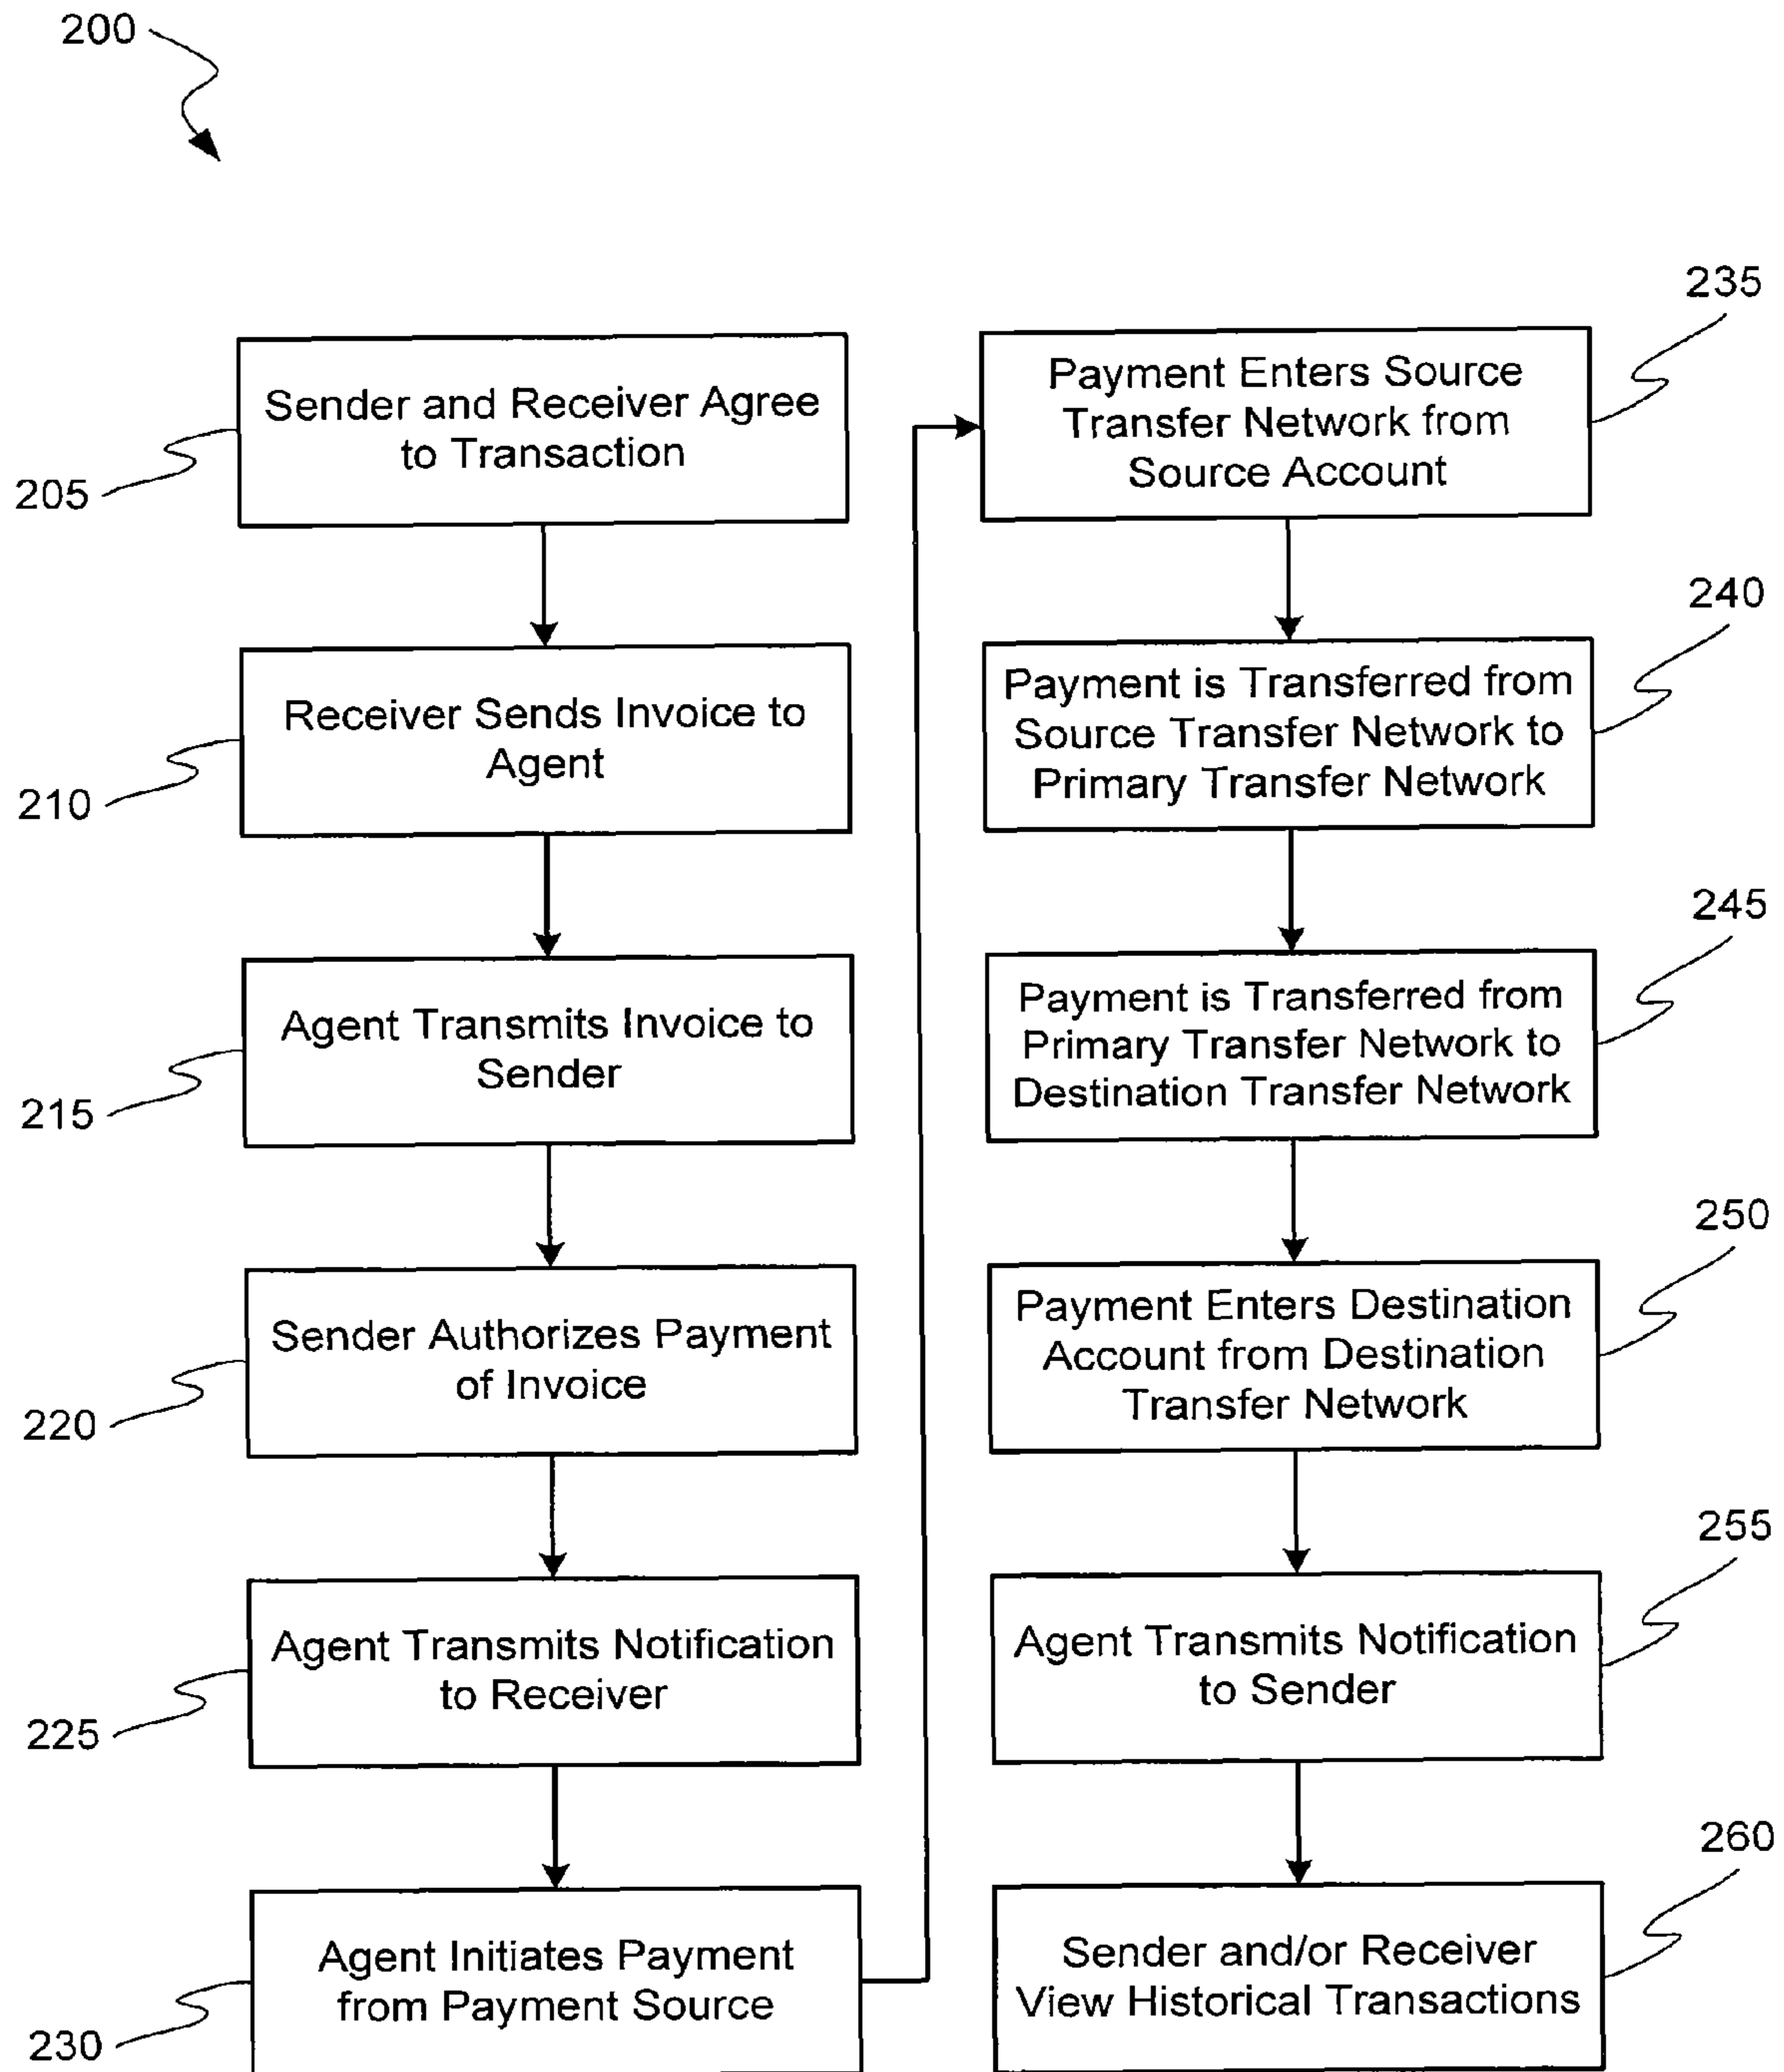 200
Sender and Receiver Agree
to Transaction
205
Receiver Sends Invoice to
Agent
210
Agent Transmits Invoice to
Sender
215
Sender Authorizes Payment
of Invoice
220
Agent Transmits Notification
to Receiver
225
Agent Initiates Payment
from Payment Source
230
235
Payment Enters Source
Transfer Network from
Source Account
240
Payment is Transferred from
Source Transfer Network to
Primary Transfer Network
245
Payment is Transferred from
Primary Transfer Network to
Destination Transfer Network
250
Payment Enters Destination
Account from Destination
Transfer Network
255
Agent Transmits Notification
to Sender
260
Sender and/or Receiver
View Historical Transactions